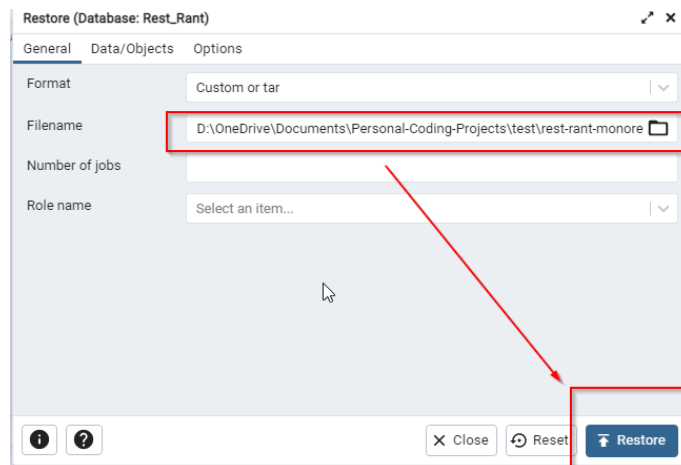 Restore (Database: Rest_Rant)
General Data/Objects Options
Format Custom or tar
Filename D:\OneDrive\Documents\Personal-Coding-Projects\test\rest-rant-monore
Number of jobs
Role name Select an item...
Close Reset Restore